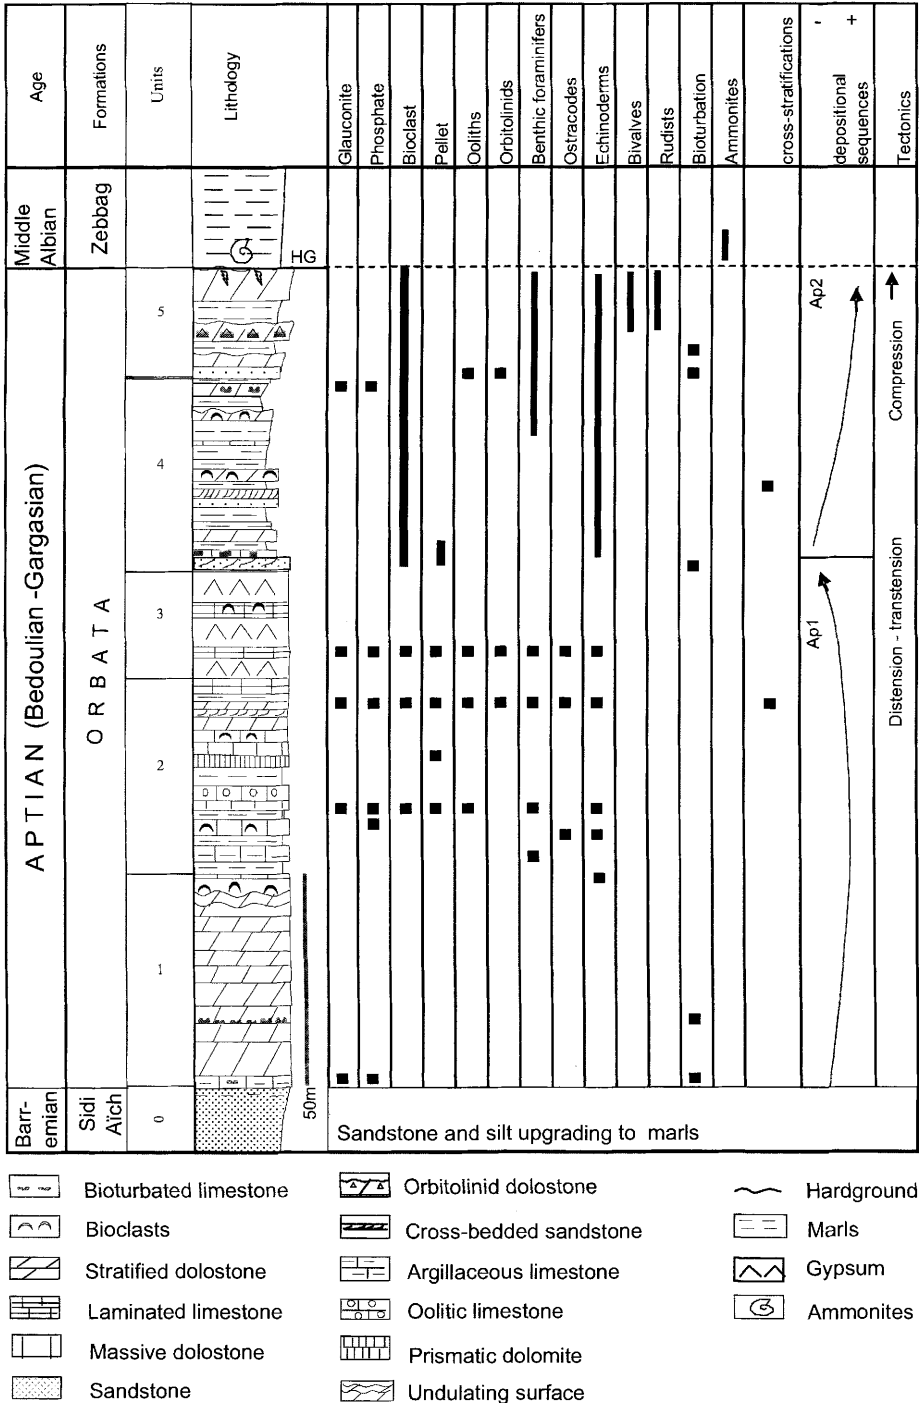 Age
Formations
Units
Lithology
Glauconite
Phosphate
Bioclast
Pellet
Ooliths
Orbitolinids
Benthic foraminifers
Ostracodes
Echinoderms
Bivalves
Rudists
Bioturbation
Ammonites
cross-stratifications
- +
depositional
sequences
Tectonics
Middle
Albian
Zebbag
HG
APTIAN (Bedoulian -Gargasian)
ORBATA
5
4
3
2
1
Ap2
Ap1
Compression
Distension - transtension
50m
Barr-
emian
Sidi
Aïch
0
Sandstone and silt upgrading to marls
Bioturbated limestone
Bioclasts
Stratified dolostone
Laminated limestone
Massive dolostone
Sandstone
Orbitolinid dolostone
Cross-bedded sandstone
Argillaceous limestone
Oolitic limestone
Prismatic dolomite
Undulating surface
Hardground
Marls
Gypsum
Ammonites